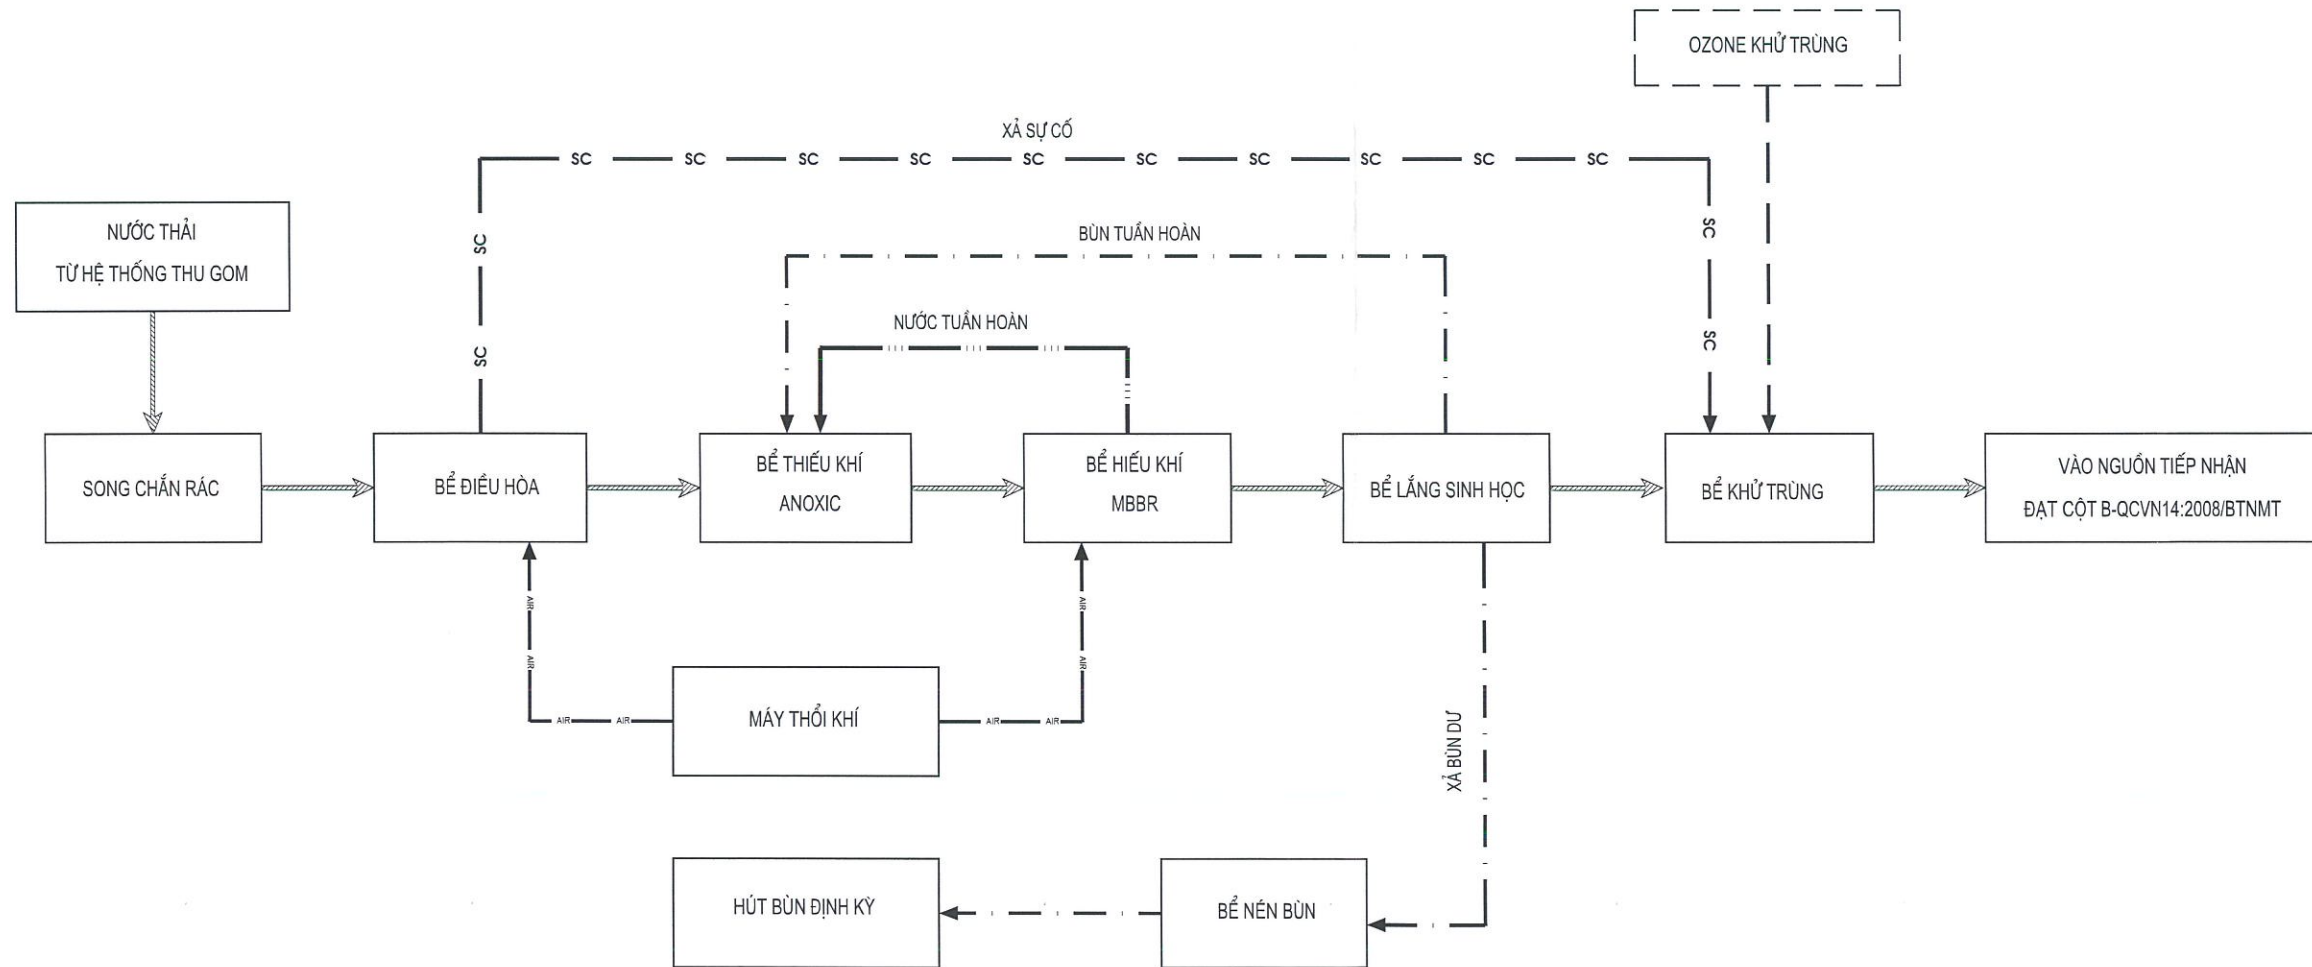 OZONE KHỬ TRÙNG
XẢ SỰ CỐ
SC SC SC SC SC SC SC SC SC SC
NƯỚC THẢI
TỪ HỆ THỐNG THU GOM
SC
SC
BÙN TUẦN HOÀN
SC
SC
NƯỚC TUẦN HOÀN
SONG CHẮN RÁC
BỂ ĐIỀU HÒA
BỂ THIẾU KHÍ
ANOXIC
BỂ HIẾU KHÍ
MBBR
BỂ LẮNG SINH HỌC
BỂ KHỬ TRÙNG
VÀO NGUỒN TIẾP NHẬN
ĐẠT CỘT B-QCVN14:2008/BTNMT
AIR
AIR
AIR AIR
MÁY THỔI KHÍ
AIR AIR
AIR
AIR
XẢ BÙN DƯ
HÚT BÙN ĐỊNH KỲ
BỂ NÉN BÙN